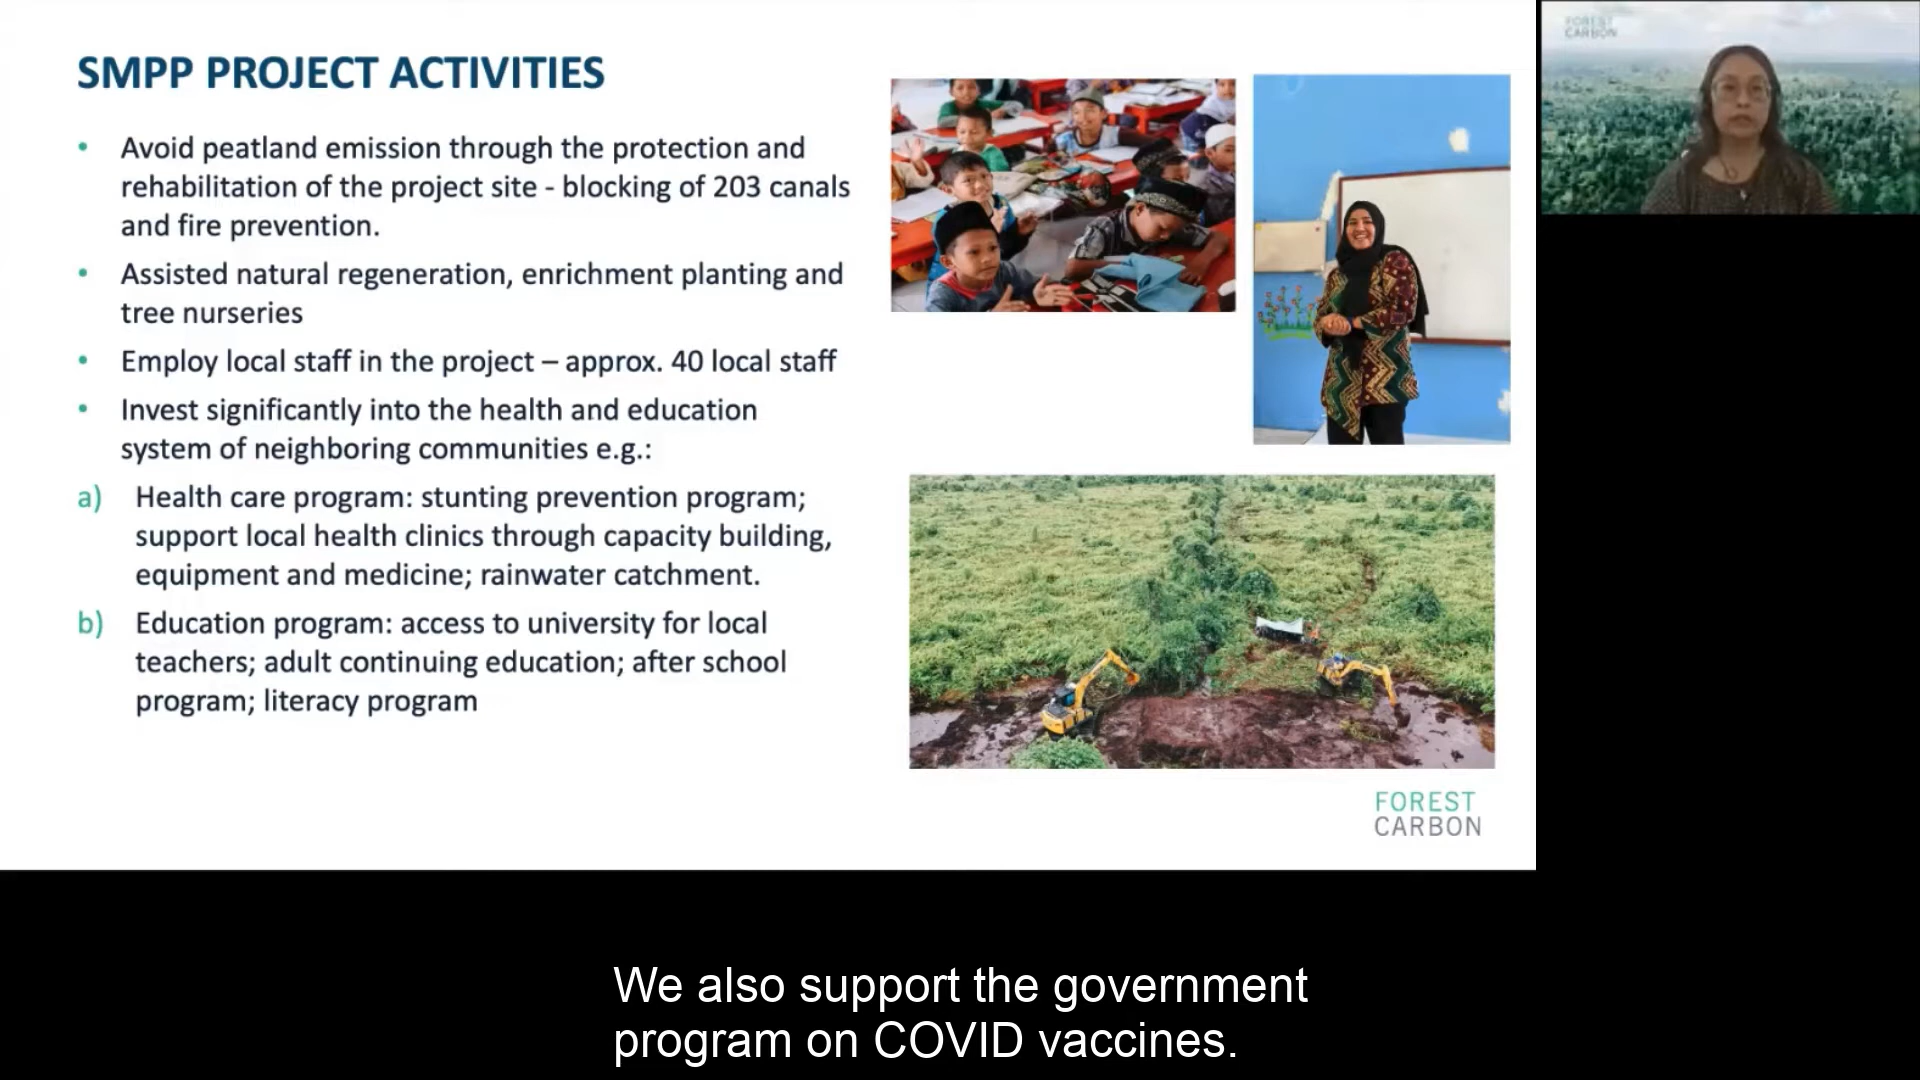 SMPP PROJECT ACTIVITIES
• Avoid peatland emission through the protection and
rehabilitation of the project site - blocking of 203 canals
and fire prevention.
• Assisted natural regeneration, enrichment planting and
tree nurseries
• Employ local staff in the project – approx. 40 local staff
• Invest significantly into the health and education
system of neighboring communities e.g.:
a) Health care program: stunting prevention program;
support local health clinics through capacity building,
equipment and medicine; rainwater catchment.
b) Education program: access to university for local
teachers; adult continuing education; after school
program; literacy program
FOREST
CARBON
FOREST
CARBON
We also support the government
program on COVID vaccines.